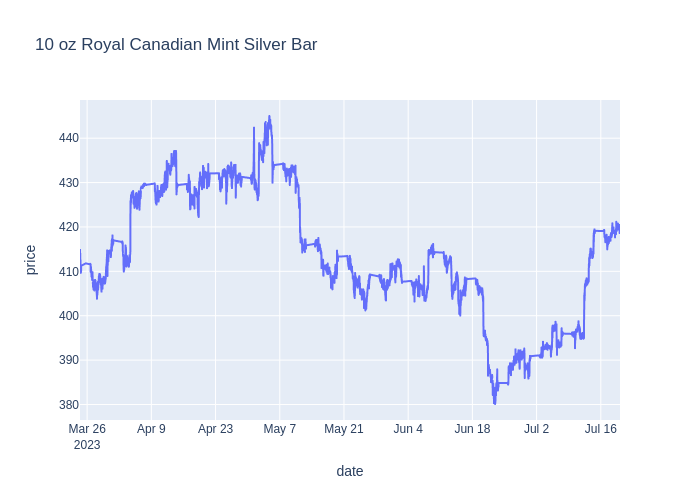 10 oz Royal Canadian Mint Silver Bar
price
440
430
420
410
400
390
380
Mar 26
2023
Apr 9
Apr 23
May 7
May 21
Jun 4
Jun 18
Jul 2
Jul 16
date